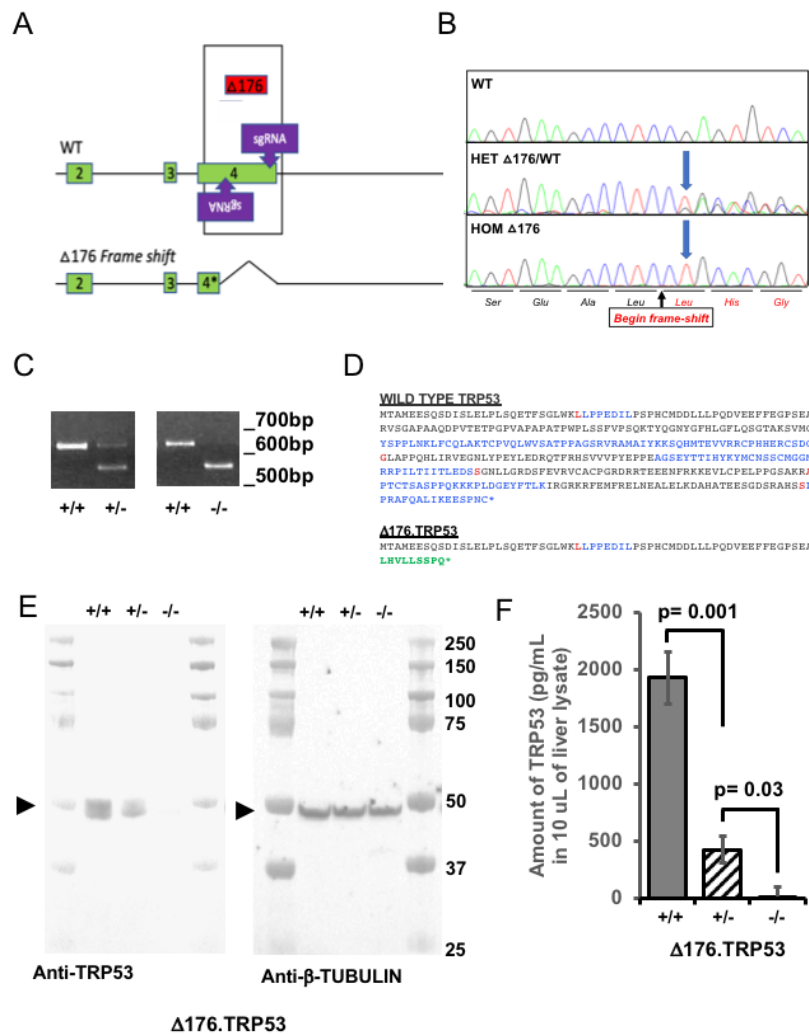 A
Δ176
WT
sgRNA
2
3
4
sgRNA
Δ176 Frame shift
2
3
4*
B
WT
HET Δ176/WT
HOM Δ176
Ser Glu Ala Leu Leu His Gly
Begin frame-shift
C
_700bp
_600bp
_500bp
+/+ +/- +/+ -/-
D
WILD TYPE TRP53
MTAMEESQSDISLELPLSQETFSGLWKLLPPEDILPSPHCMDDLLLPQDVEEFFEGPSEA
RVSGAPAAQDPVTETPGPVAPAPATPWPLSSFVPSQKTYQGNYGFHLGFLQSGTAKSVMC
YSPPLNKLFCQLAKTCPVQLWVSATPPAGSRVRAMAIYKKSQHMTEVVRRCPHHERCSDG
GLAPPQHLIRVEGNLYPEYLEDRQTFRHSVVVPYEPPEAGSEYTTIHYKYMCNSSCMGGN
RRPILTIITLEDSSGNLLGRDSFEVRVCACPGRDRRTEEENFRKKEVLCPELPPGSAKRA
PTCTSASPPQKKKPLDGEYFTLKIRGRKRFEMFRELNEALELKDAHATEESGDSRAHSS
PRAFQALIKEESPNC*
Δ176.TRP53
MTAMEESQSDISLELPLSQETFSGLWKLLPPEDILPSPHCMDDLLLPQDVEEFFEGPSEA
LHVLLSSPQ*
E
+/+ +/- -/- +/+ +/- -/-
250
150
100
75
50
37
25
Anti-TRP53 Anti-β-TUBULIN
Δ176.TRP53
F
Amount of TRP53 (pg/mL
in 10 uL of liver lysate)
2500
2000
1500
1000
500
0
p= 0.001
p= 0.03
+/+ +/- -/-
Δ176.TRP53